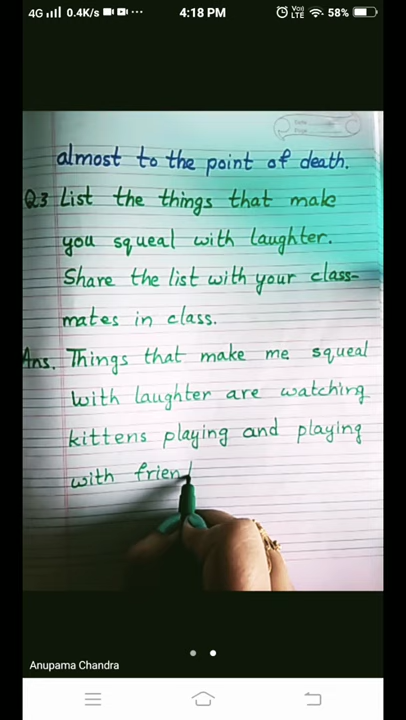 4G 0.4K/s ... 4:18 PM VoI LTE 58%
almost to the point of death.
Q3 List the things that make
you squeal with laughter.
Share the list with your class-
mates in class.
Ans. Things that make me squeal
with laughter are watching
kittens playing and playing
with frien
Anupama Chandra